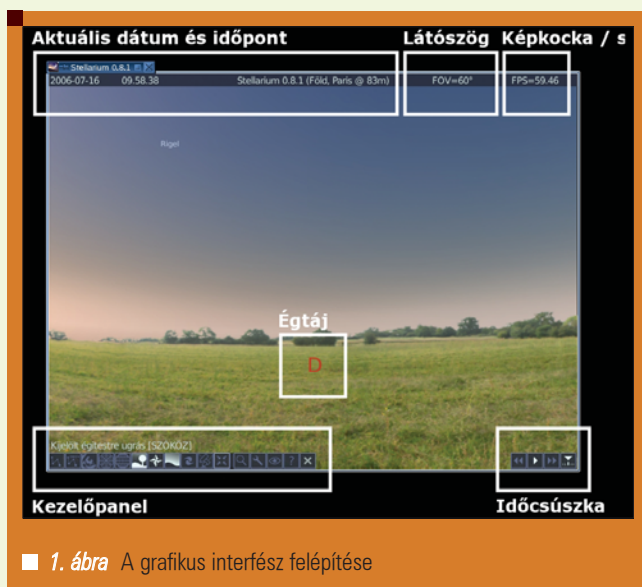 Aktuális dátum és időpont
Látószög
Képkocka / s
Stellarium 0.8.1
2006-07-16 09.58.38 Stellarium 0.8.1 (Föld, Paris @ 83m) FOV=60° FPS=59.46
Rigel
Égtáj
D
Kijelölt égitestre ugrás [SZÓKÖZ]
Kezelőpanel
Időcsúszka
1. ábra A grafikus interfész felépítése